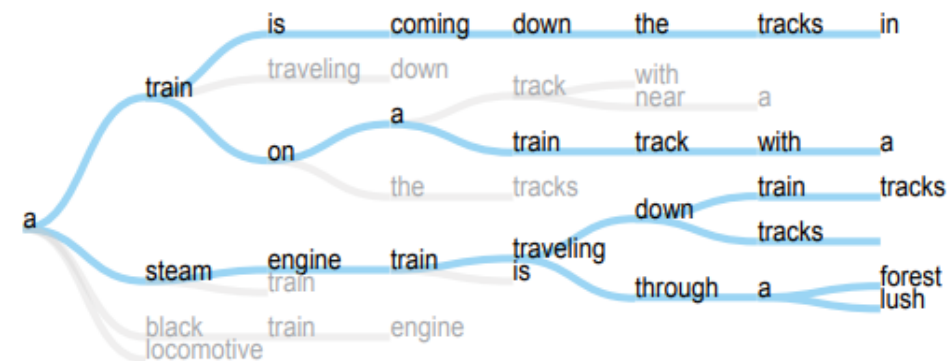 is coming down the tracks in
traveling down
train
track with
near a
a
on train track with a
the tracks
train tracks
down
a
tracks
engine train traveling
steam is
train
through a forest
lush
black train engine
locomotive